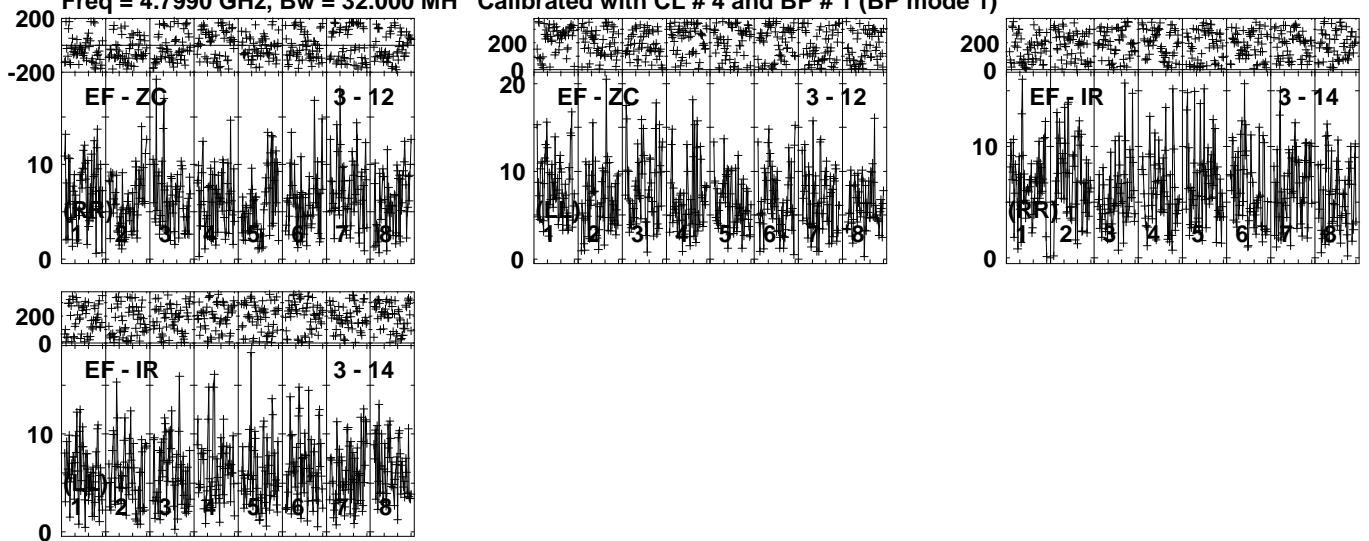 Freq = 4.7990 GHz, Bw = 32.000 MH Calibrated with CL # 4 and BP # 1 (BP mode 1)
200
-200
EF - ZC 3 - 12
10
(RR)
1 2 3 4 5 6 7 8
0
200
0
20
EF - ZC 3 - 12
10
(LL)
1 2 3 4 5 6 7 8
0
200
0
EF - IR 3 - 14
10
(RR)
1 2 3 4 5 6 7 8
0
200
0
EF - IR 3 - 14
10
(LL)
1 2 3 4 5 6 7 8
0